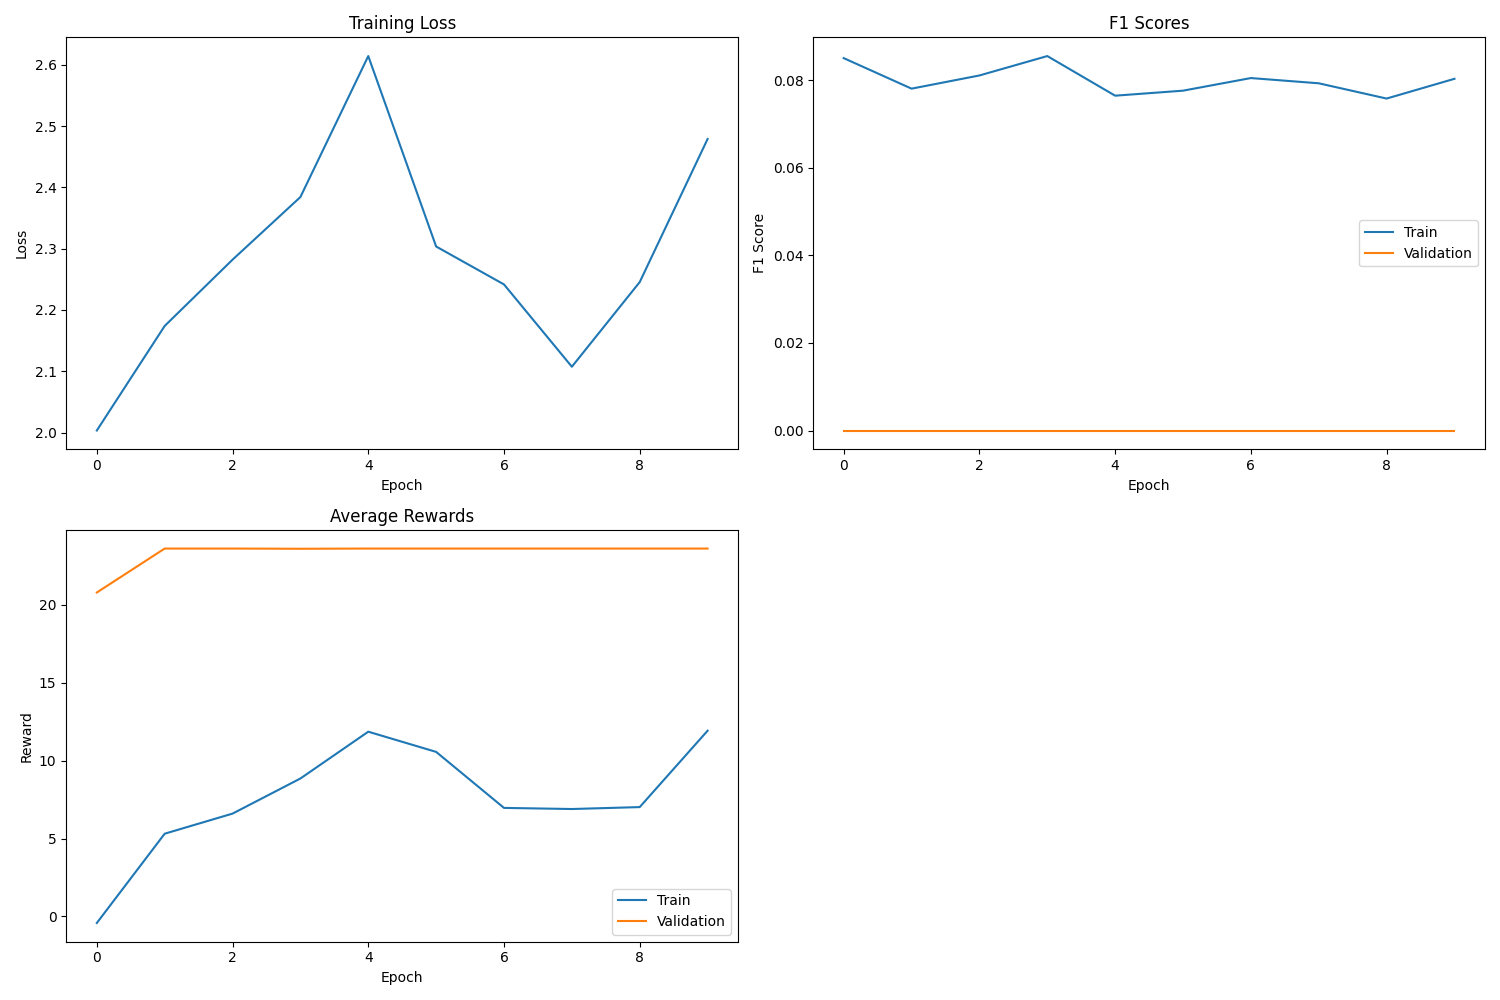 Training Loss
2.6
2.5
2.4
2.3
2.2
2.1
2.0
Loss
0 2 4 6 8
Epoch
F1 Scores
0.08
0.06
0.04
0.02
0.00
F1 Score
Train
Validation
0 2 4 6 8
Epoch
Average Rewards
20
15
10
5
0
Reward
Train
Validation
0 2 4 6 8
Epoch